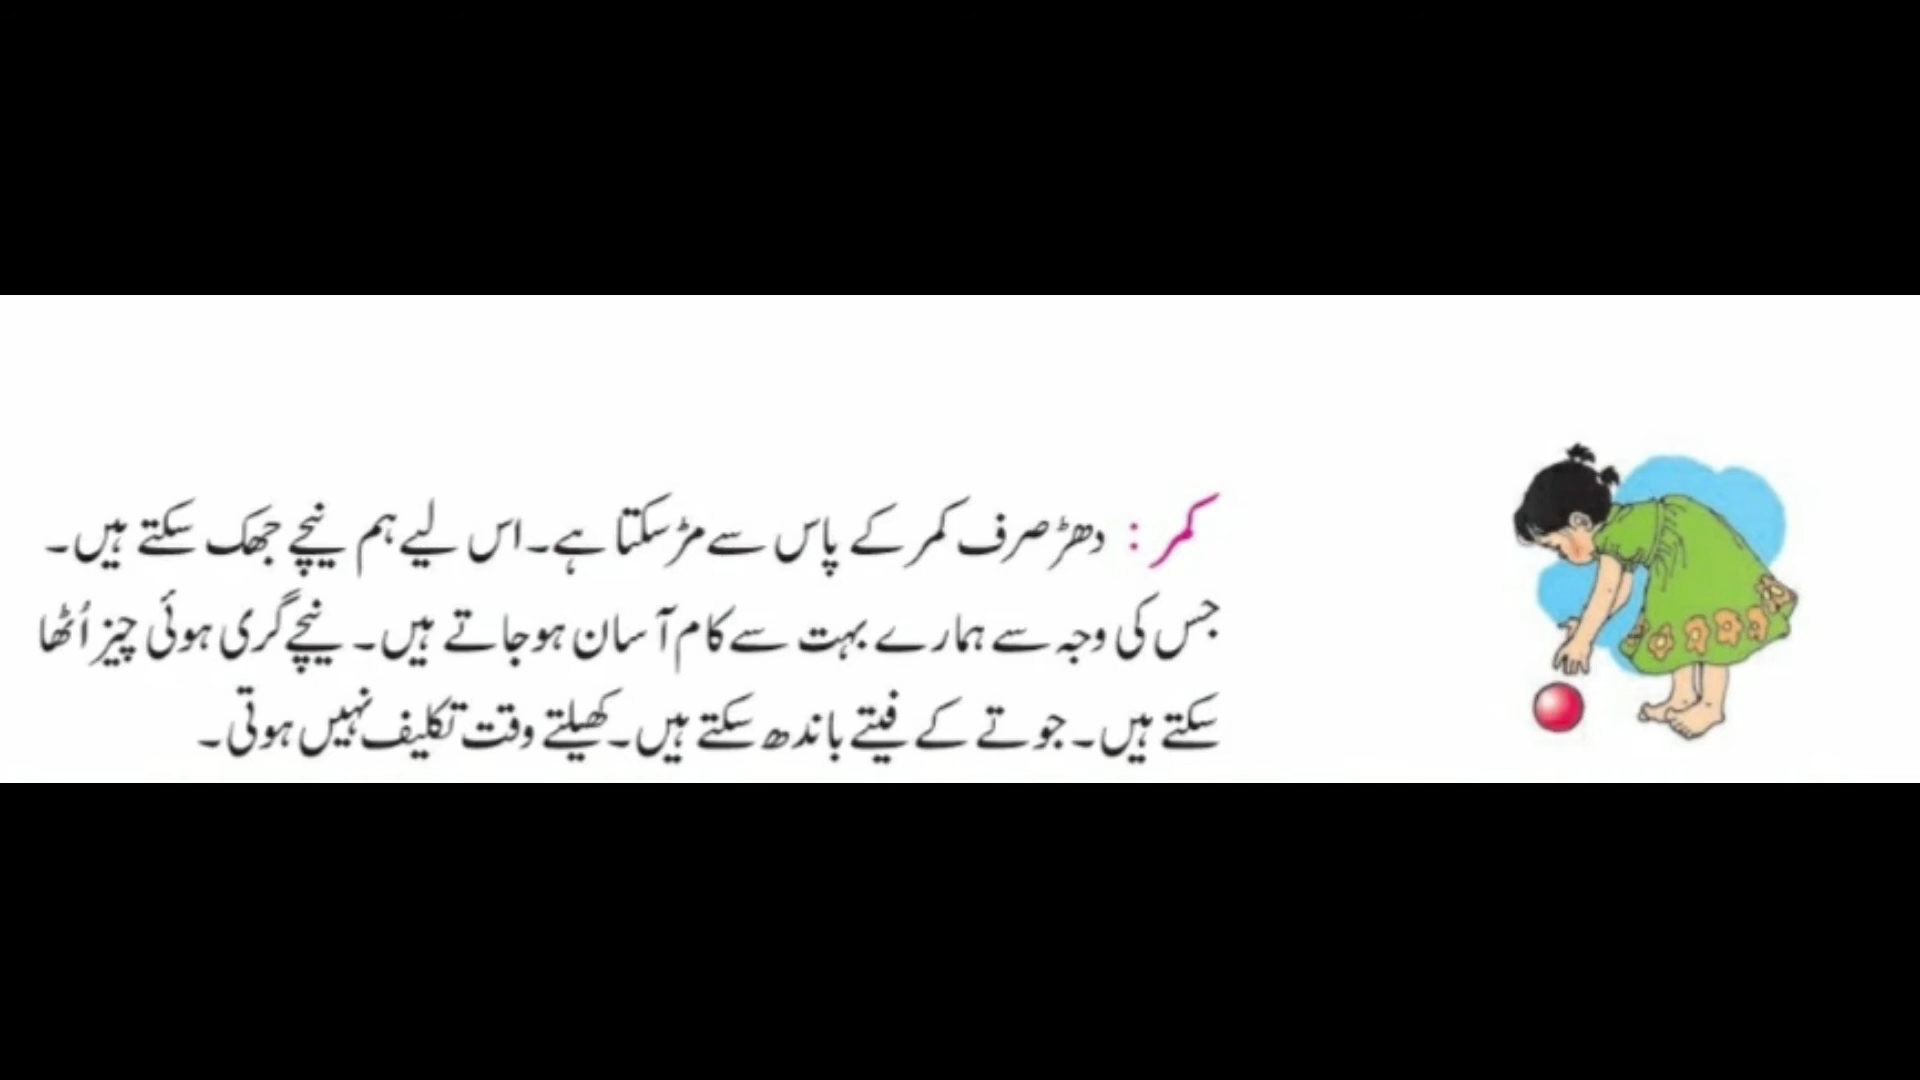 کمر : دھڑ صرف کمر کے پاس سے مڑ سکتا ہے۔ اس لیے ہم نیچے جھک سکتے ہیں۔
جس کی وجہ سے ہمارے بہت سے کام آسان ہو جاتے ہیں۔ نیچے گری ہوئی چیز اُٹھا
سکتے ہیں۔ جوتے کے فیتے باندھ سکتے ہیں۔ کھیلتے وقت تکلیف نہیں ہوتی۔